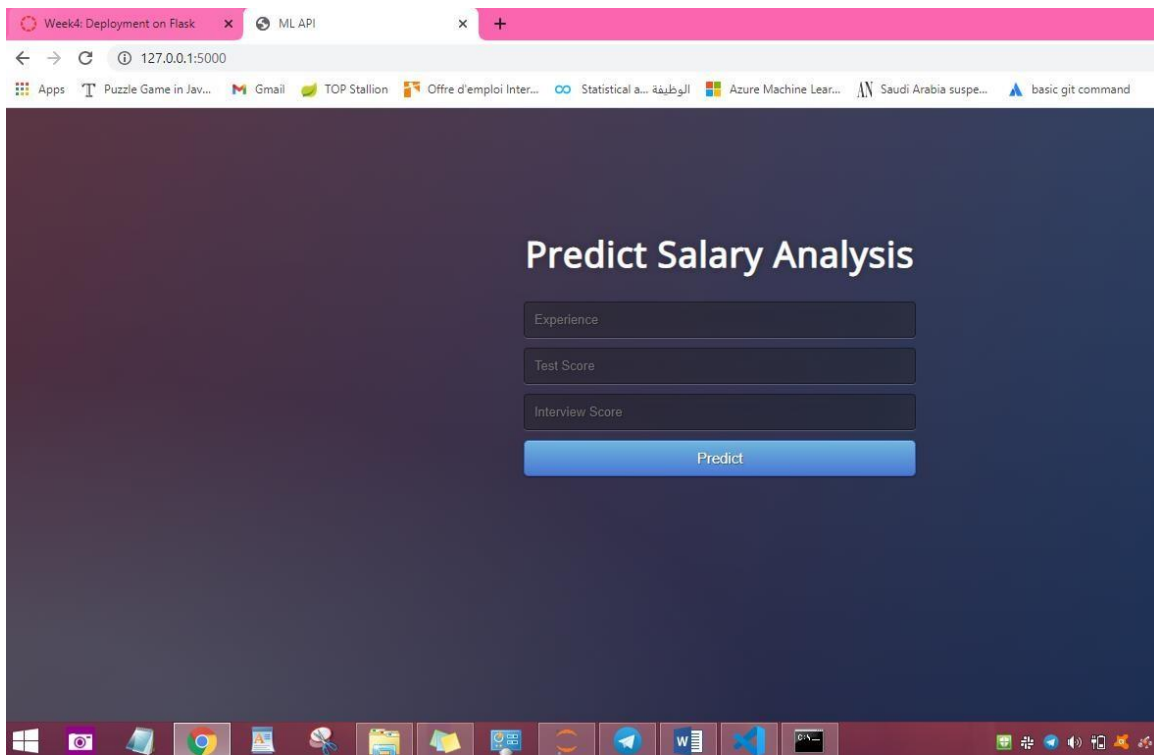 Week4: Deployment on Flask ML API
127.0.0.1:5000
Apps Puzzle Game in Jav... Gmail TOP Stallion Offre d'emploi Inter... Statistical a... الوظيفة Azure Machine Lear... Saudi Arabia suspe... basic git command
Predict Salary Analysis
Experience
Test Score
Interview Score
Predict